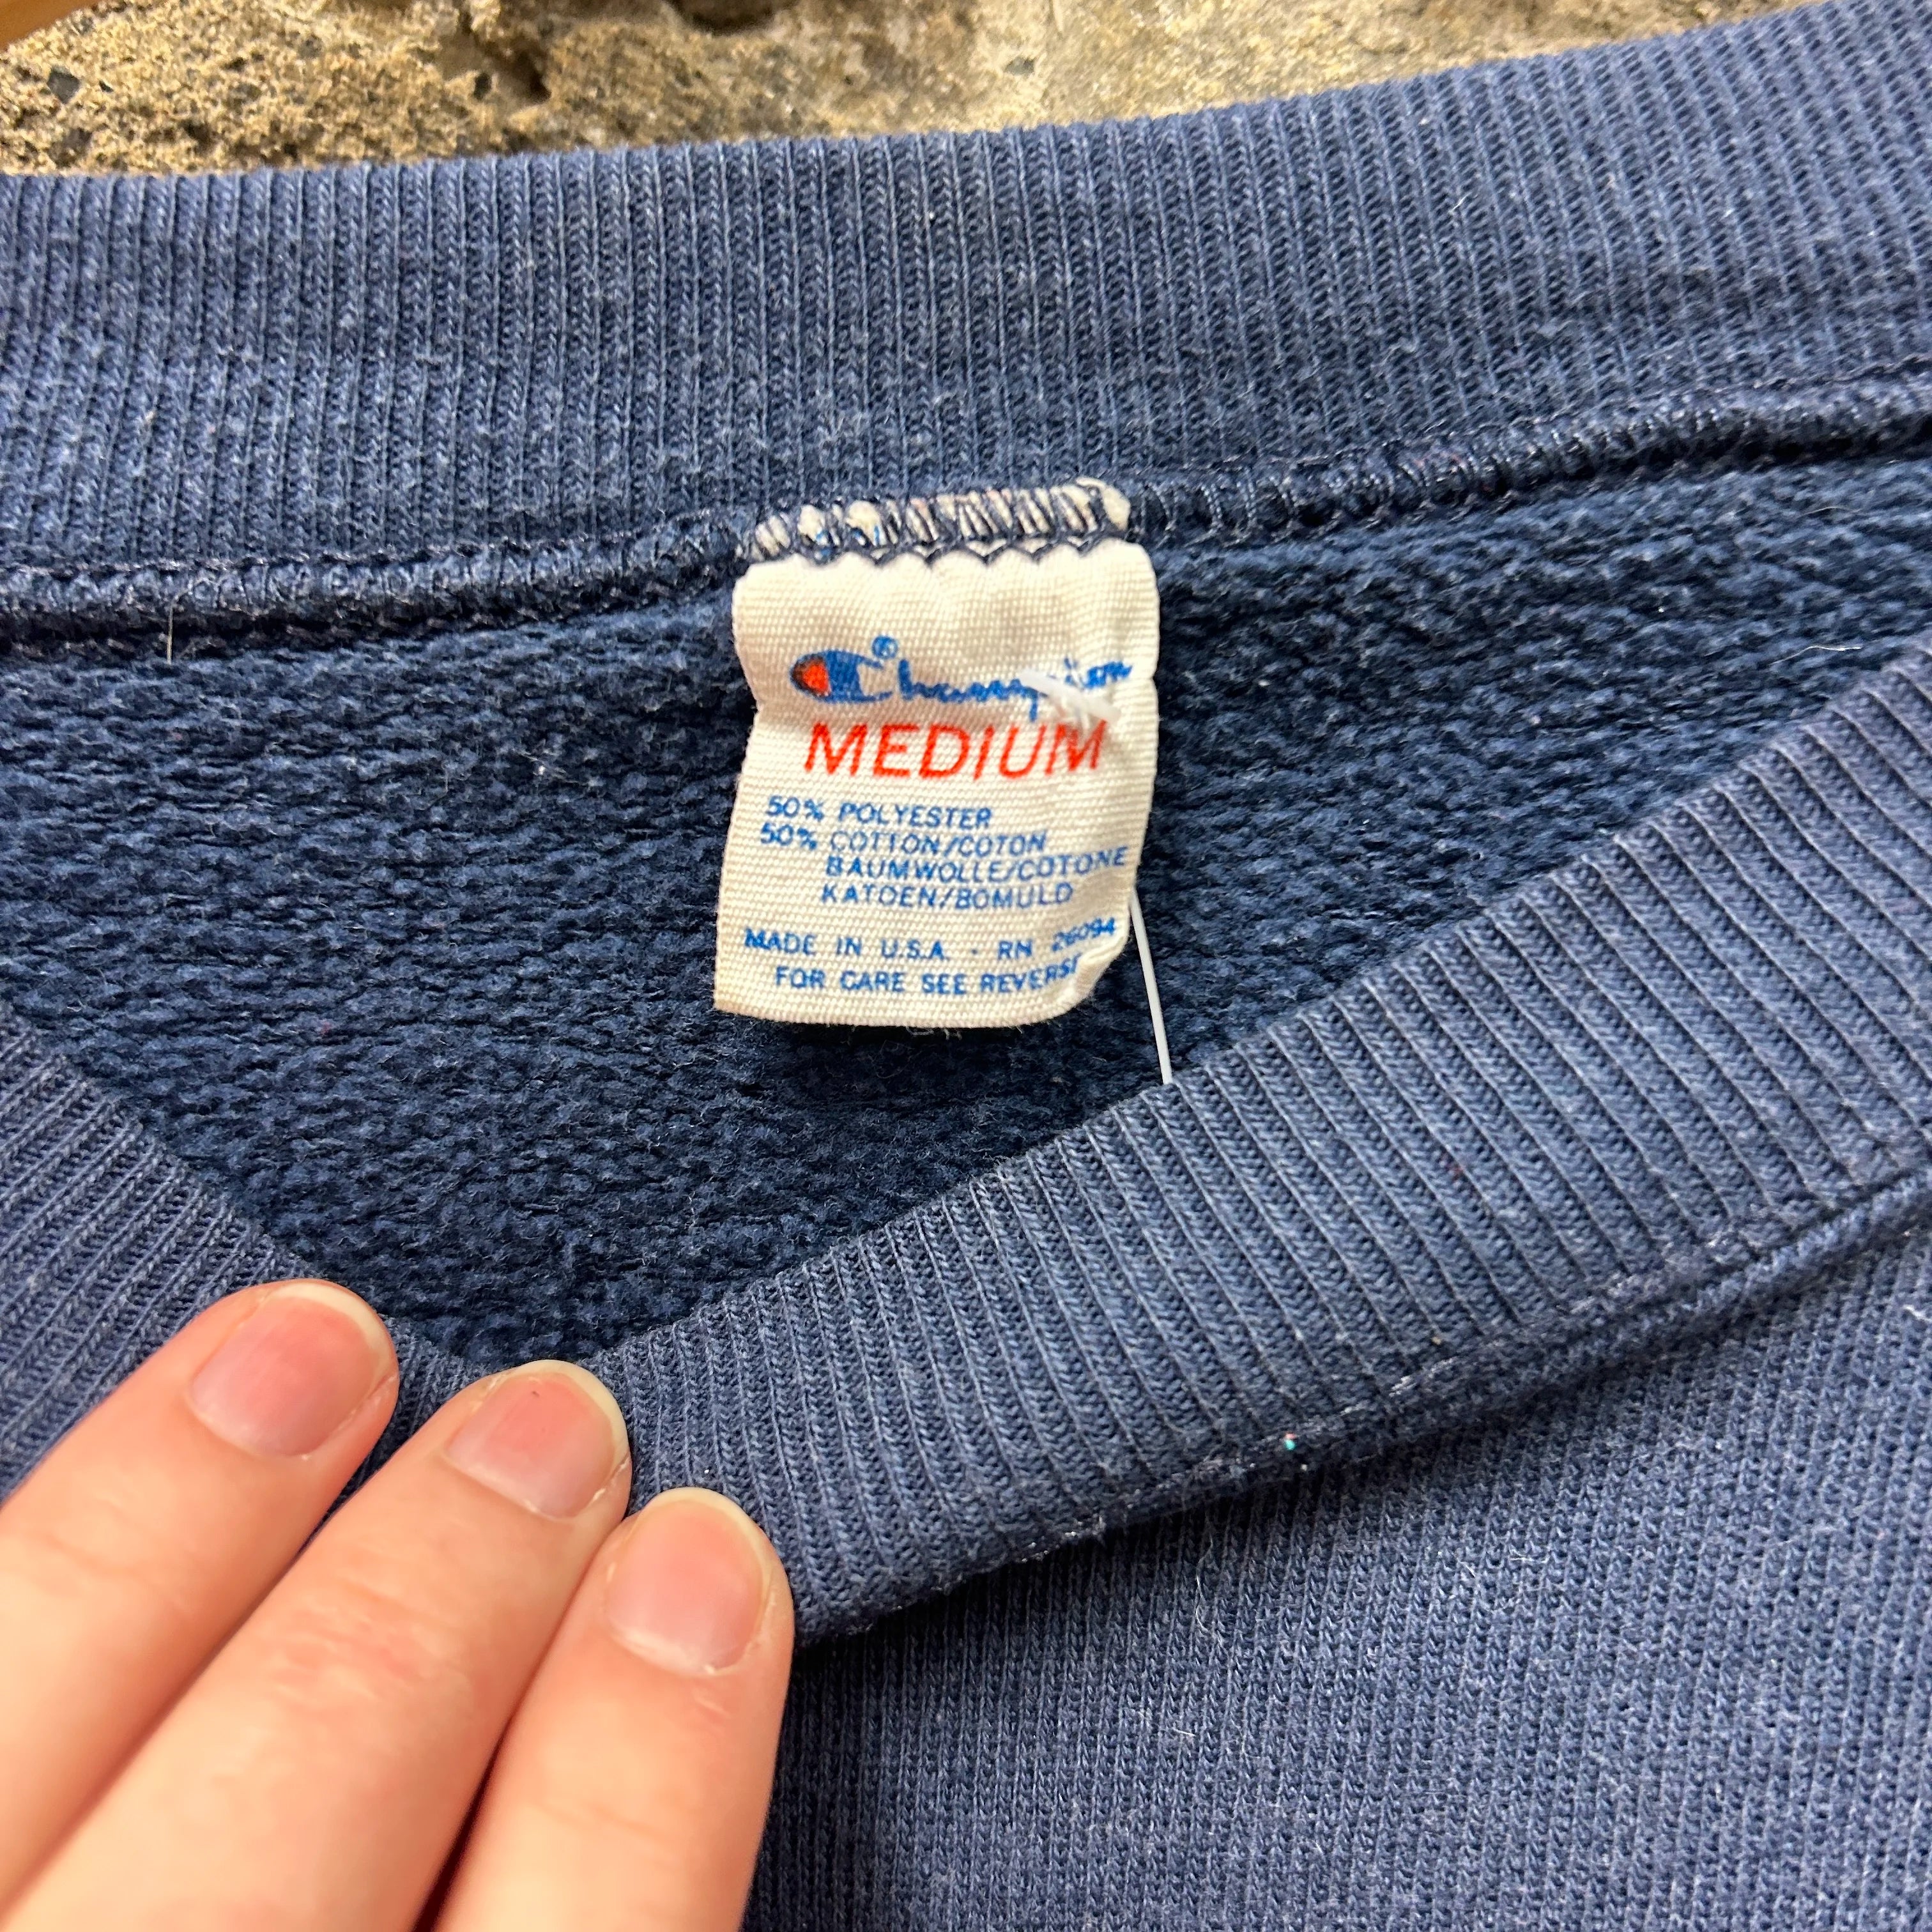 Champion®
MEDIUM
50% POLYESTER
50% COTTON/COTON
BAUMWOLLE/COTONE
KATOEN/BOMULD
MADE IN U.S.A. - RN 26094
FOR CARE SEE REVERSE